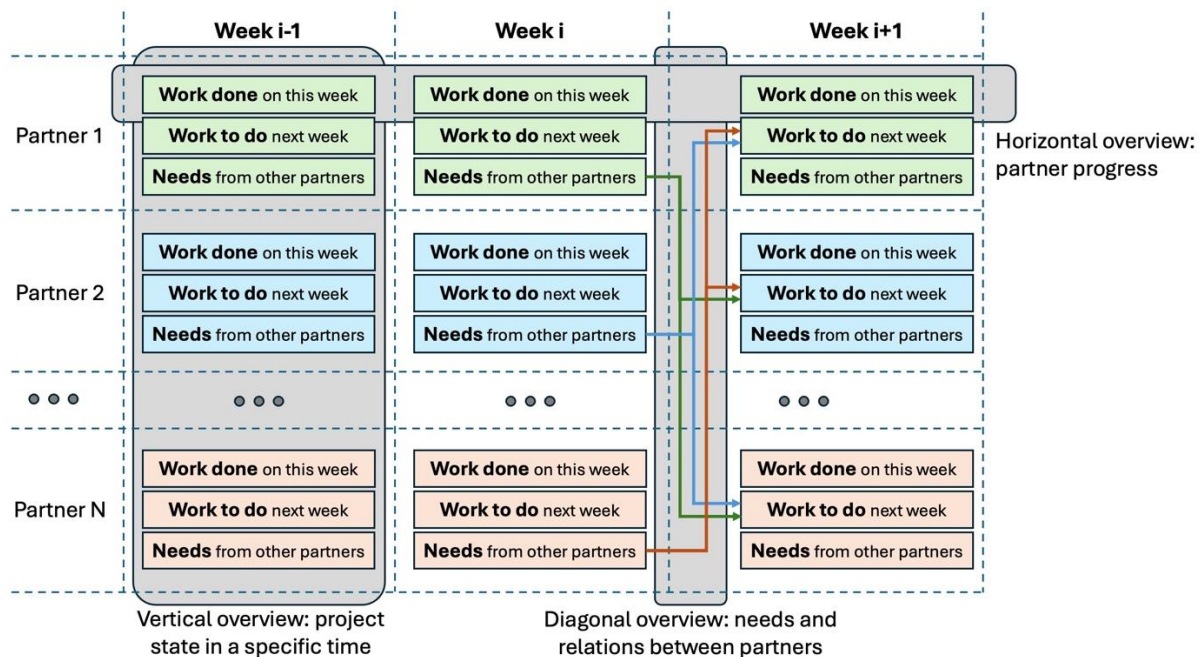 Week i-1
Week i
Week i+1
Partner 1
Work done on this week
Work done on this week
Work done on this week
Work to do next week
Work to do next week
Work to do next week
Needs from other partners
Needs from other partners
Needs from other partners
Horizontal overview:
partner progress
Partner 2
Work done on this week
Work done on this week
Work done on this week
Work to do next week
Work to do next week
Work to do next week
Needs from other partners
Needs from other partners
Needs from other partners
Partner N
Work done on this week
Work done on this week
Work done on this week
Work to do next week
Work to do next week
Work to do next week
Needs from other partners
Needs from other partners
Needs from other partners
Vertical overview: project
state in a specific time
Diagonal overview: needs and
relations between partners